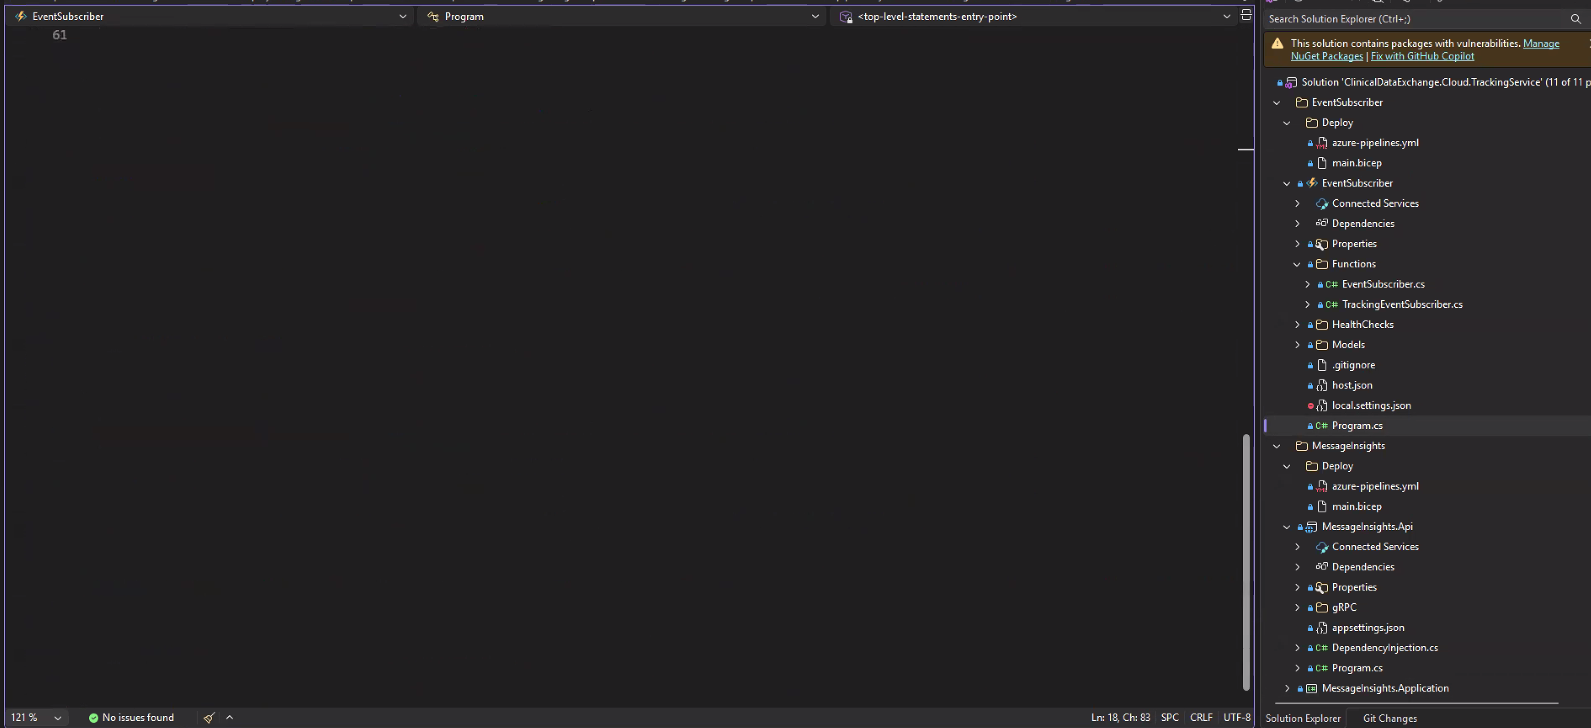 EventSubscriber
Program
<top-level-statements-entry-point>
61
Search Solution Explorer (Ctrl+;)
This solution contains packages with vulnerabilities. Manage
NuGet Packages | Fix with GitHub Copilot
Solution 'ClinicalDataExchange.Cloud.TrackingService' (11 of 11 p
EventSubscriber
Deploy
azure-pipelines.yml
main.bicep
EventSubscriber
Connected Services
Dependencies
Properties
Functions
C# EventSubscriber.cs
C# TrackingEventSubscriber.cs
HealthChecks
Models
.gitignore
host.json
local.settings.json
C# Program.cs
MessageInsights
Deploy
azure-pipelines.yml
main.bicep
MessageInsights.Api
Connected Services
Dependencies
Properties
gRPC
appsettings.json
C# DependencyInjection.cs
C# Program.cs
MessageInsights.Application
121 %
No issues found
Ln: 18, Ch: 83
SPC
CRLF
UTF-8
Solution Explorer
Git Changes